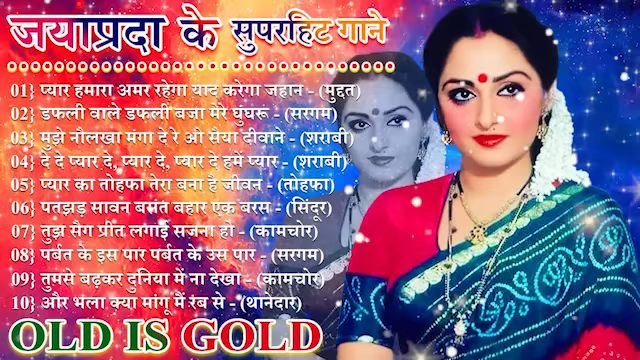 जयाप्रदा के सुपरहिट गाने
01} प्यार हमारा अमर रहेगा याद करेगा जहान - (मुद्दत)
02} डफली वाले डफली बजा मेरे घुंघरू - (सरगम)
03} मुझे नौलखा मंगा दे रे ओ सैया दीवाने - (शराबी)
04} दे दे प्यार दे, प्यार दे, प्यार दे हमें प्यार - (शराबी)
05} प्यार का तोहफा तेरा बना है जीवन - (तोहफा)
06} पतझड़ सावन बसंत बहार एक बरस - (सिंदूर)
07} तुझ संग प्रीत लगाई सजना हो - (कामचोर)
08} पर्बत के इस पार पर्बत के उस पार - (सरगम)
09} तुमसे बढ़कर दुनिया में ना देखा - (कामचोर)
10} और भला क्या मांगू मैं रब से - (थानेदार)
OLD IS GOLD